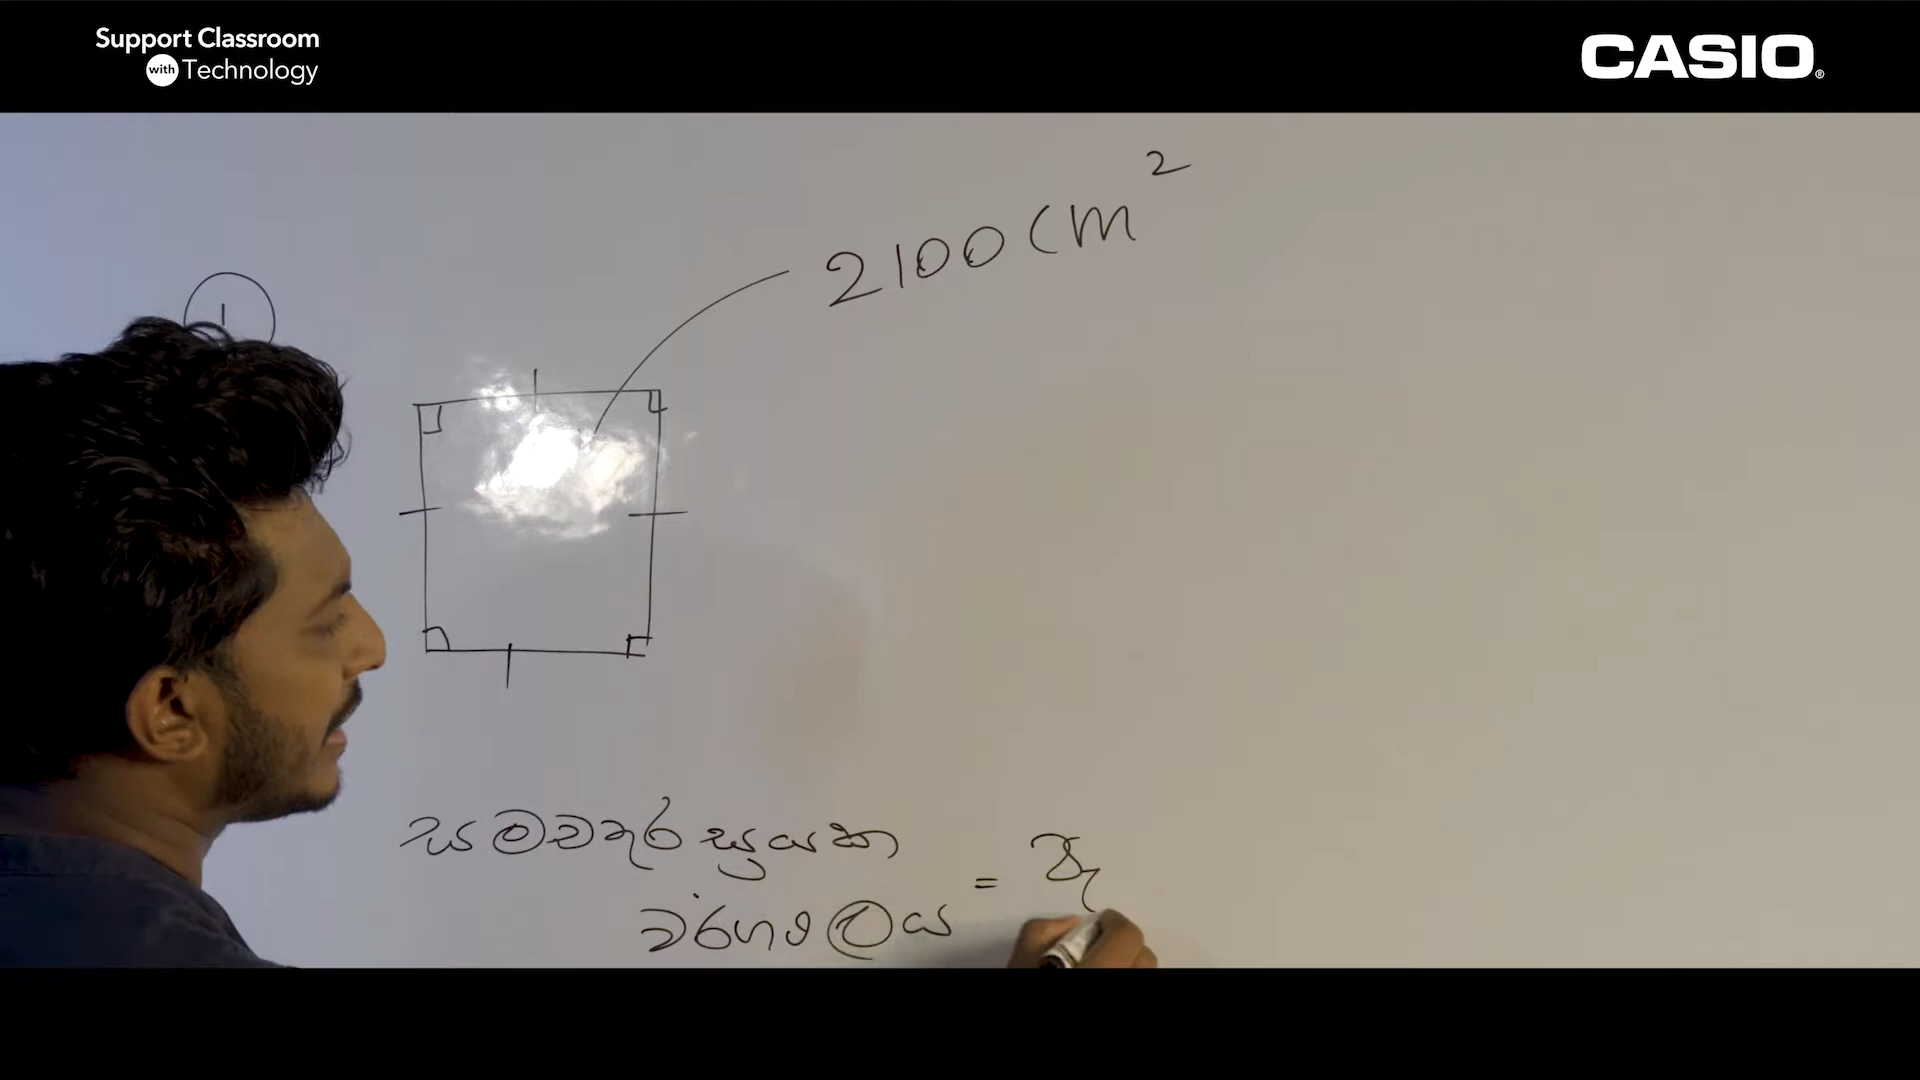 Support Classroom
with Technology
CASIO®
2100 cm²
1
සමචතුරස්‍රයක
වර්ගඵලය = පැ